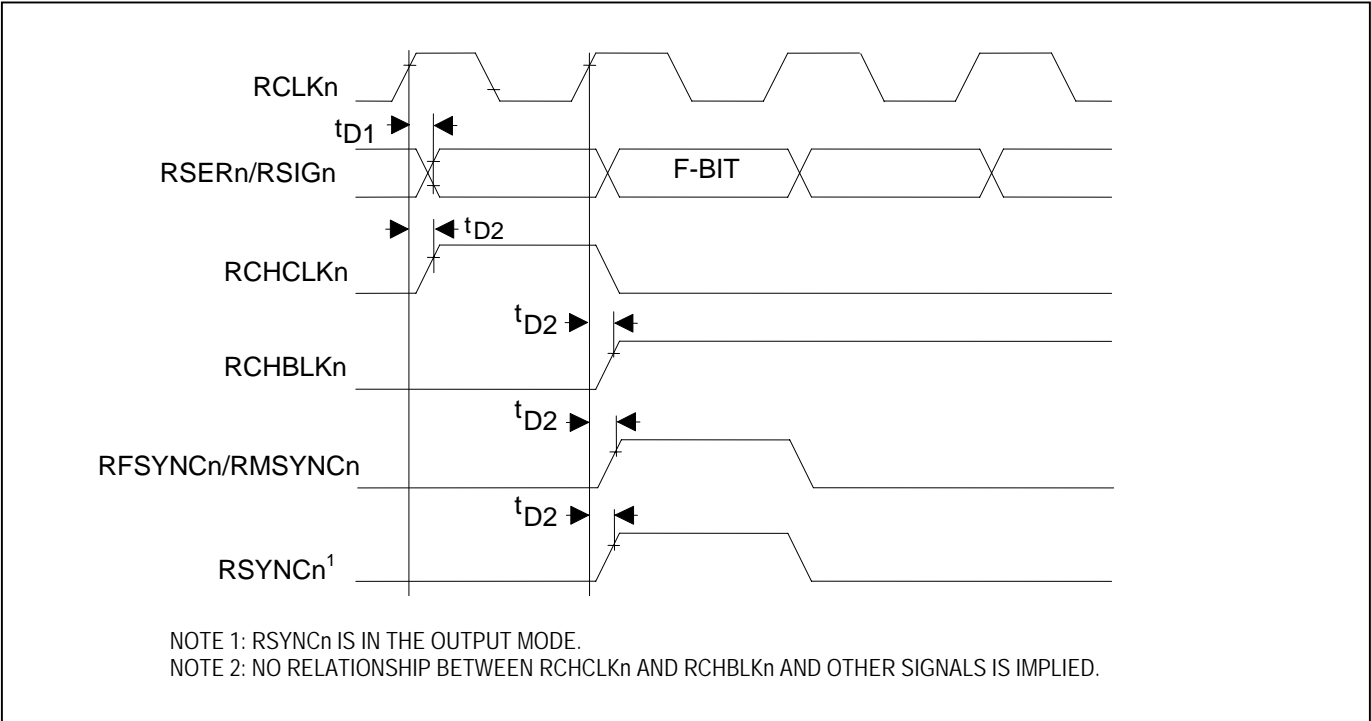 RCLKn
tD1
RSERn/RSIGn
F-BIT
tD2
RCHCLKn
tD2
RCHBLKn
tD2
RFSYNCn/RMSYNCn
tD2
RSYNCn¹
NOTE 1: RSYNCn IS IN THE OUTPUT MODE.
NOTE 2: NO RELATIONSHIP BETWEEN RCHCLKn AND RCHBLKn AND OTHER SIGNALS IS IMPLIED.